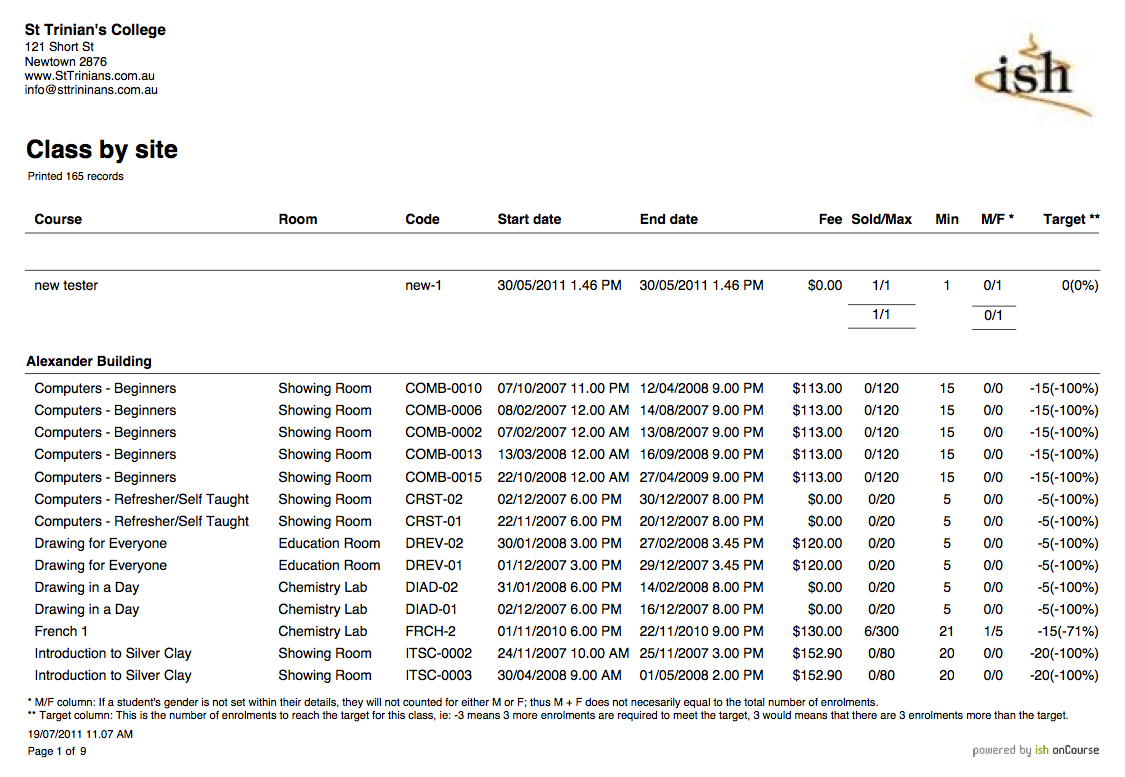 St Trinian's College
121 Short St
Newtown 2876
www.StTrinians.com.au
info@sttrininans.com.au
ish
Class by site
Printed 165 records
Course Room Code Start date End date Fee Sold/Max Min M/F * Target **
new tester new-1 30/05/2011 1.46 PM 30/05/2011 1.46 PM $0.00 1/1 1 0/1 0(0%)
1/1 0/1
Alexander Building
Computers - Beginners Showing Room COMB-0010 07/10/2007 11.00 PM 12/04/2008 9.00 PM $113.00 0/120 15 0/0 -15(-100%)
Computers - Beginners Showing Room COMB-0006 08/02/2007 12.00 AM 14/08/2007 9.00 PM $113.00 0/120 15 0/0 -15(-100%)
Computers - Beginners Showing Room COMB-0002 07/02/2007 12.00 AM 13/08/2007 9.00 PM $113.00 0/120 15 0/0 -15(-100%)
Computers - Beginners Showing Room COMB-0013 13/03/2008 12.00 AM 16/09/2008 9.00 PM $113.00 0/120 15 0/0 -15(-100%)
Computers - Beginners Showing Room COMB-0015 22/10/2008 12.00 AM 27/04/2009 9.00 PM $113.00 0/120 15 0/0 -15(-100%)
Computers - Refresher/Self Taught Showing Room CRST-02 02/12/2007 6.00 PM 30/12/2007 8.00 PM $0.00 0/20 5 0/0 -5(-100%)
Computers - Refresher/Self Taught Showing Room CRST-01 22/11/2007 6.00 PM 20/12/2007 8.00 PM $0.00 0/20 5 0/0 -5(-100%)
Drawing for Everyone Education Room DREV-02 30/01/2008 3.00 PM 27/02/2008 3.45 PM $120.00 0/20 5 0/0 -5(-100%)
Drawing for Everyone Education Room DREV-01 01/12/2007 3.00 PM 29/12/2007 3.45 PM $120.00 0/20 5 0/0 -5(-100%)
Drawing in a Day Chemistry Lab DIAD-02 31/01/2008 6.00 PM 14/02/2008 8.00 PM $0.00 0/20 5 0/0 -5(-100%)
Drawing in a Day Chemistry Lab DIAD-01 02/12/2007 6.00 PM 16/12/2007 8.00 PM $0.00 0/20 5 0/0 -5(-100%)
French 1 Chemistry Lab FRCH-2 01/11/2010 6.00 PM 22/11/2010 9.00 PM $130.00 6/300 21 1/5 -15(-71%)
Introduction to Silver Clay Showing Room ITSC-0002 24/11/2007 10.00 AM 25/11/2007 3.00 PM $152.90 0/80 20 0/0 -20(-100%)
Introduction to Silver Clay Showing Room ITSC-0003 30/04/2008 9.00 AM 01/05/2008 2.00 PM $152.90 0/80 20 0/0 -20(-100%)
* M/F column: If a student's gender is not set within their details, they will not counted for either M or F; thus M + F does not necesarily equal to the total number of enrolments.
** Target column: This is the number of enrolments to reach the target for this class, ie: -3 means 3 more enrolments are required to meet the target, 3 would means that there are 3 enrolments more than the target.
19/07/2011 11.07 AM
Page 1 of 9
powered by ish onCourse